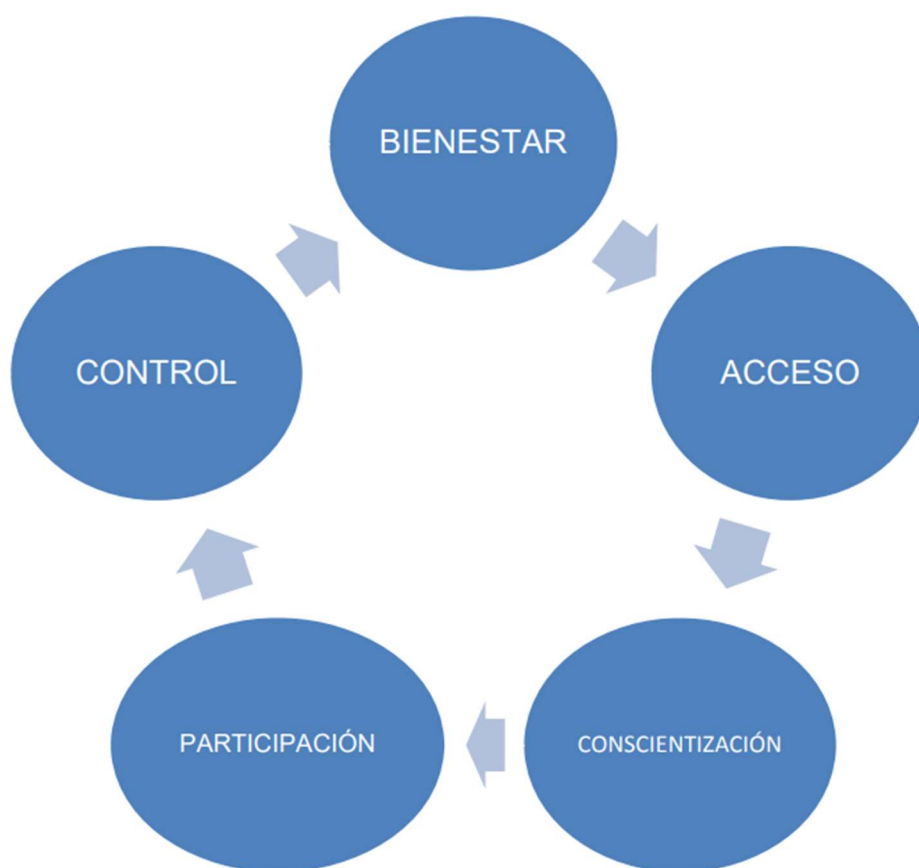 BIENESTAR
ACCESO
CONSCIENTIZACIÓN
PARTICIPACIÓN
CONTROL